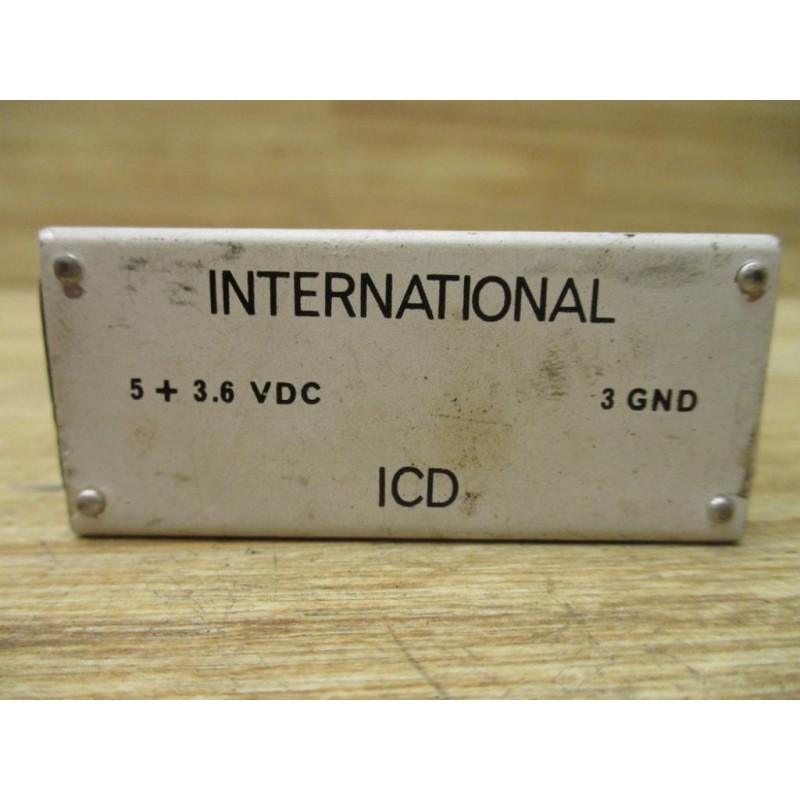 INTERNATIONAL
5 + 3.6 VDC 3 GND
ICD